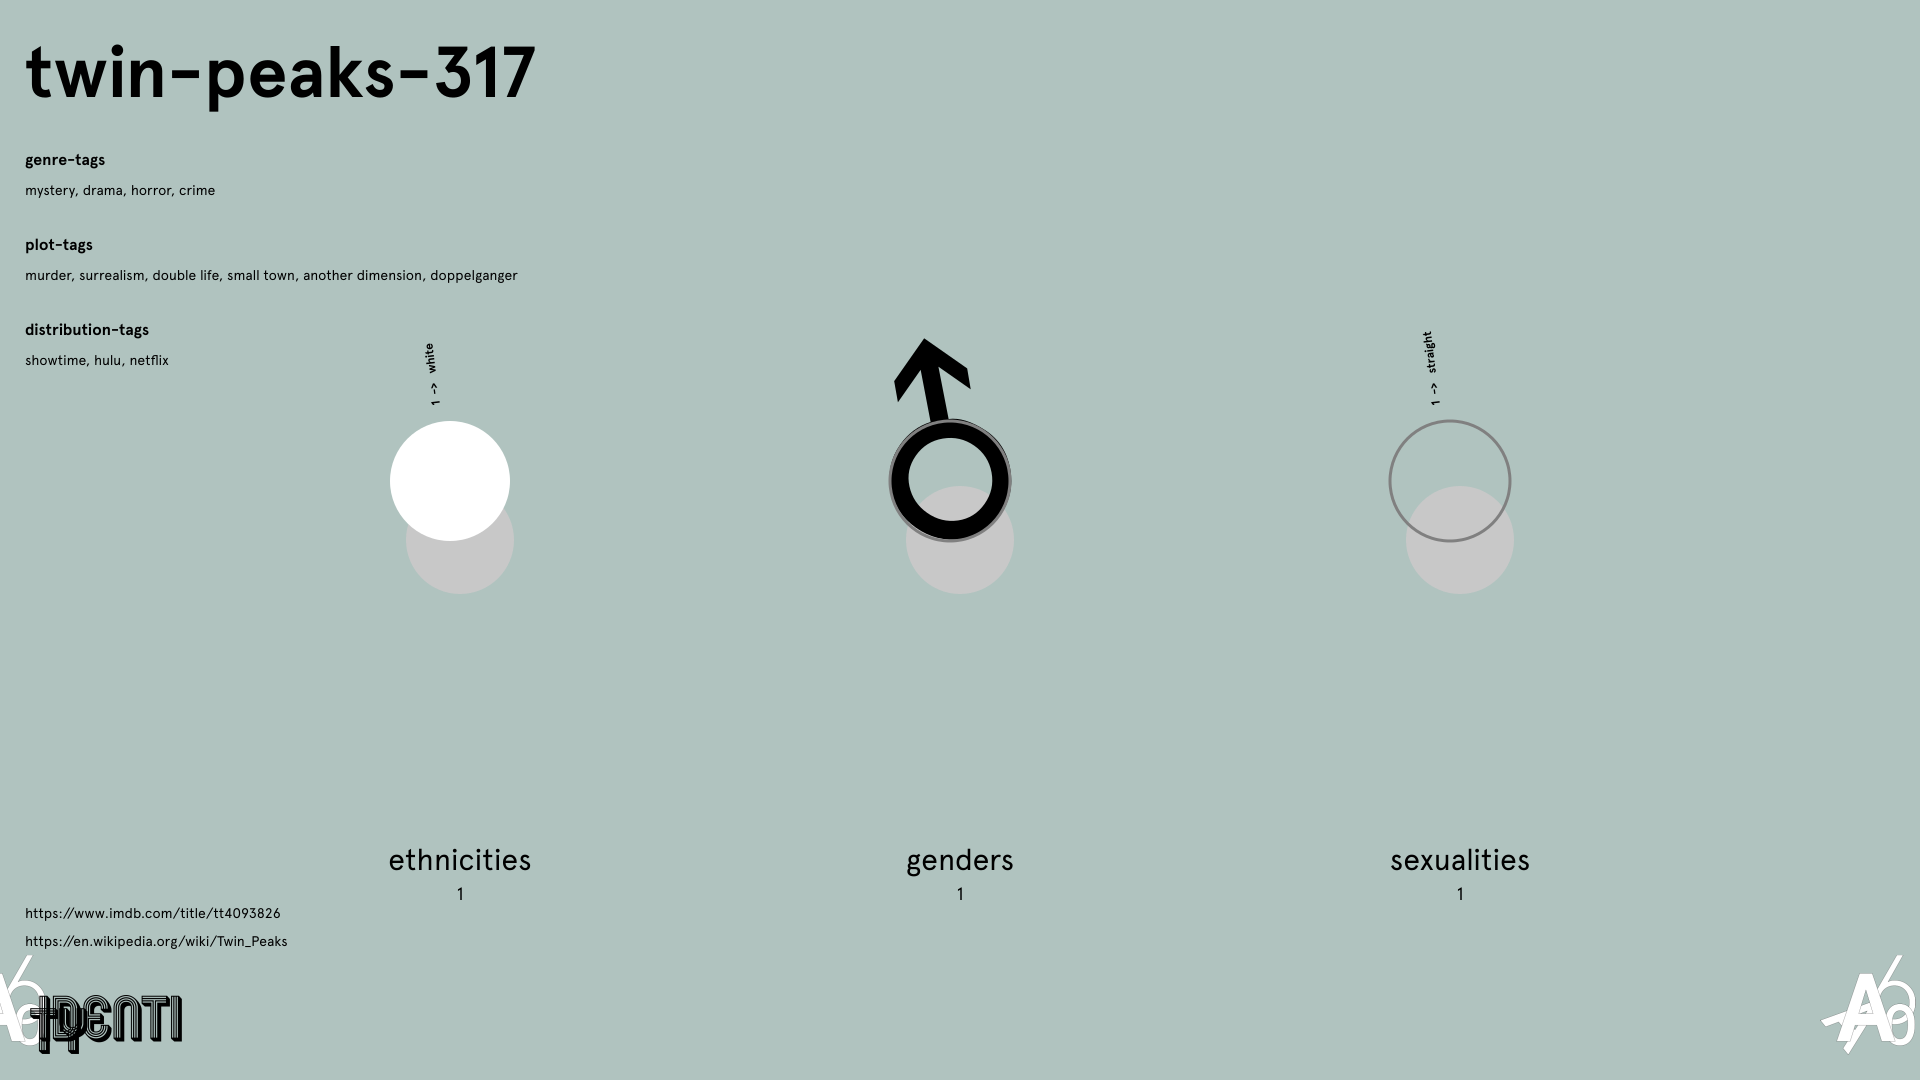 twin-peaks-317
genre-tags
mystery, drama, horror, crime
plot-tags
murder, surrealism, double life, small town, another dimension, doppelganger
distribution-tags
showtime, hulu, netflix
1 -> white
1 -> straight
ethnicities
1
genders
1
sexualities
1
https://www.imdb.com/title/tt4093826
https://en.wikipedia.org/wiki/Twin_Peaks
IDENTI